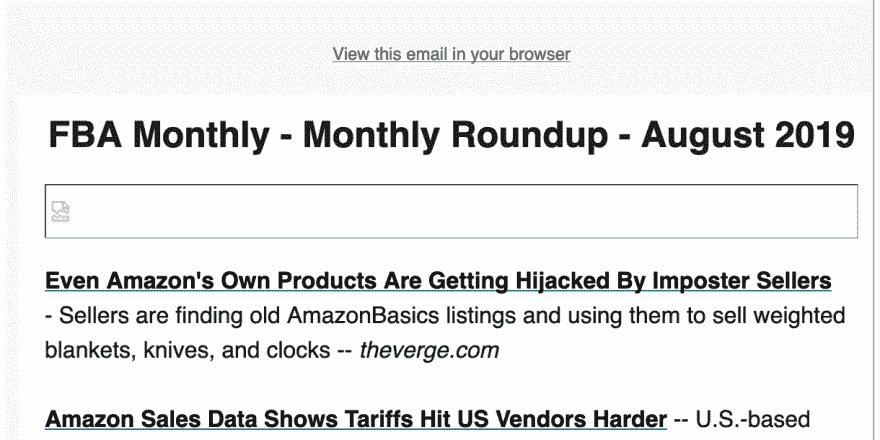 View this email in your browser
FBA Monthly - Monthly Roundup - August 2019
Even Amazon's Own Products Are Getting Hijacked By Imposter Sellers
- Sellers are finding old AmazonBasics listings and using them to sell weighted
blankets, knives, and clocks -- theverge.com
Amazon Sales Data Shows Tariffs Hit US Vendors Harder -- U.S.-based